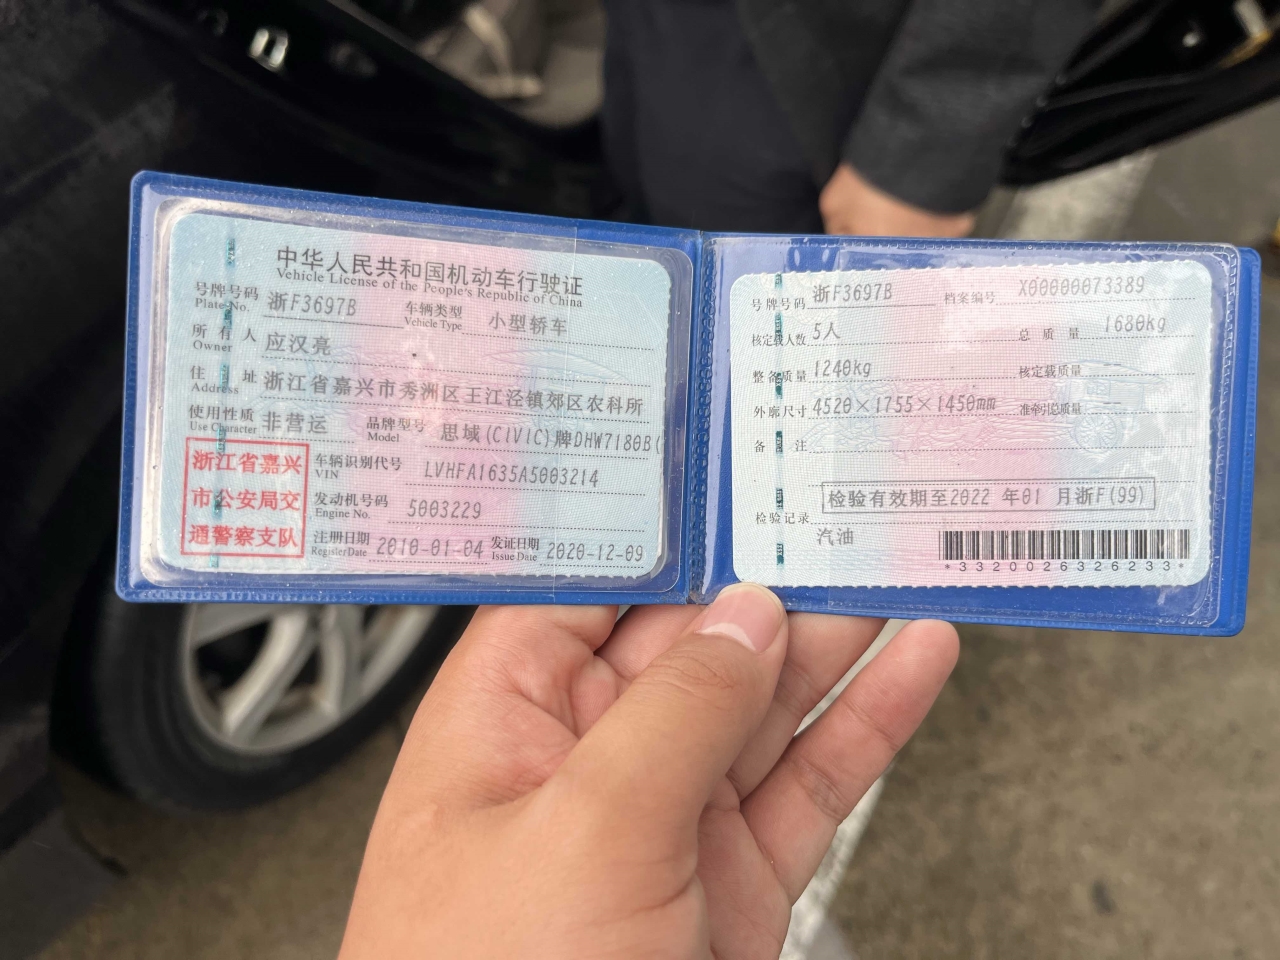 中华人民共和国机动车行驶证
Vehicle License of the People's Republic of China
号牌号码 浙F3697B 车辆类型 小型轿车
Plate No. Vehicle Type
所有人 应汉亮
Owner
住址 浙江省嘉兴市秀洲区王江泾镇郊区农科所
Address
使用性质 非营运 品牌型号 思域(CIVIC)牌DHW7180B(
Use Character Model
浙江省嘉兴
市公安局交
通警察支队
车辆识别代号 LVHFA1635A5003214
VIN
发动机号码 5003229
Engine No.
注册日期 2010-01-04 发证日期 2020-12-09
Register Date Issue Date
号牌号码 浙F3697B 档案编号 X00000073389
核定载人数 5人 总质量 1680kg
整备质量 1240kg 核定载质量
外廓尺寸 4520×1755×1450mm 准牵引总质量
备注
检验有效期至2022 年01 月浙F(99)
检验记录
汽油
*3320026326233*